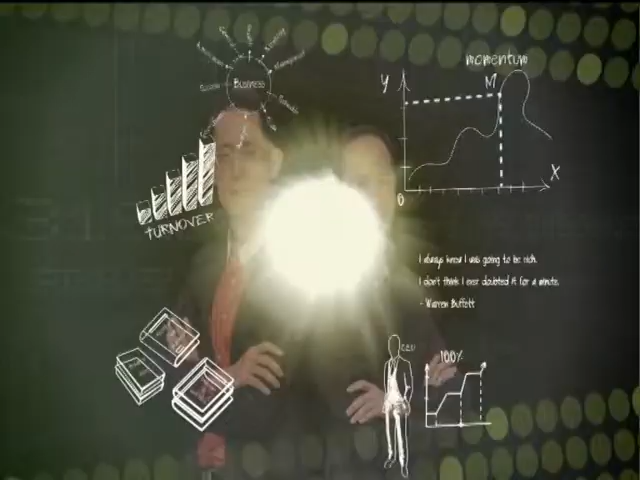 BUSINESS
momentum
Y
M
X
0
TURNOVER
I always knew I was going to be rich.
I don't think I ever doubted it for a minute.
- Warren Buffett
CEO
100%